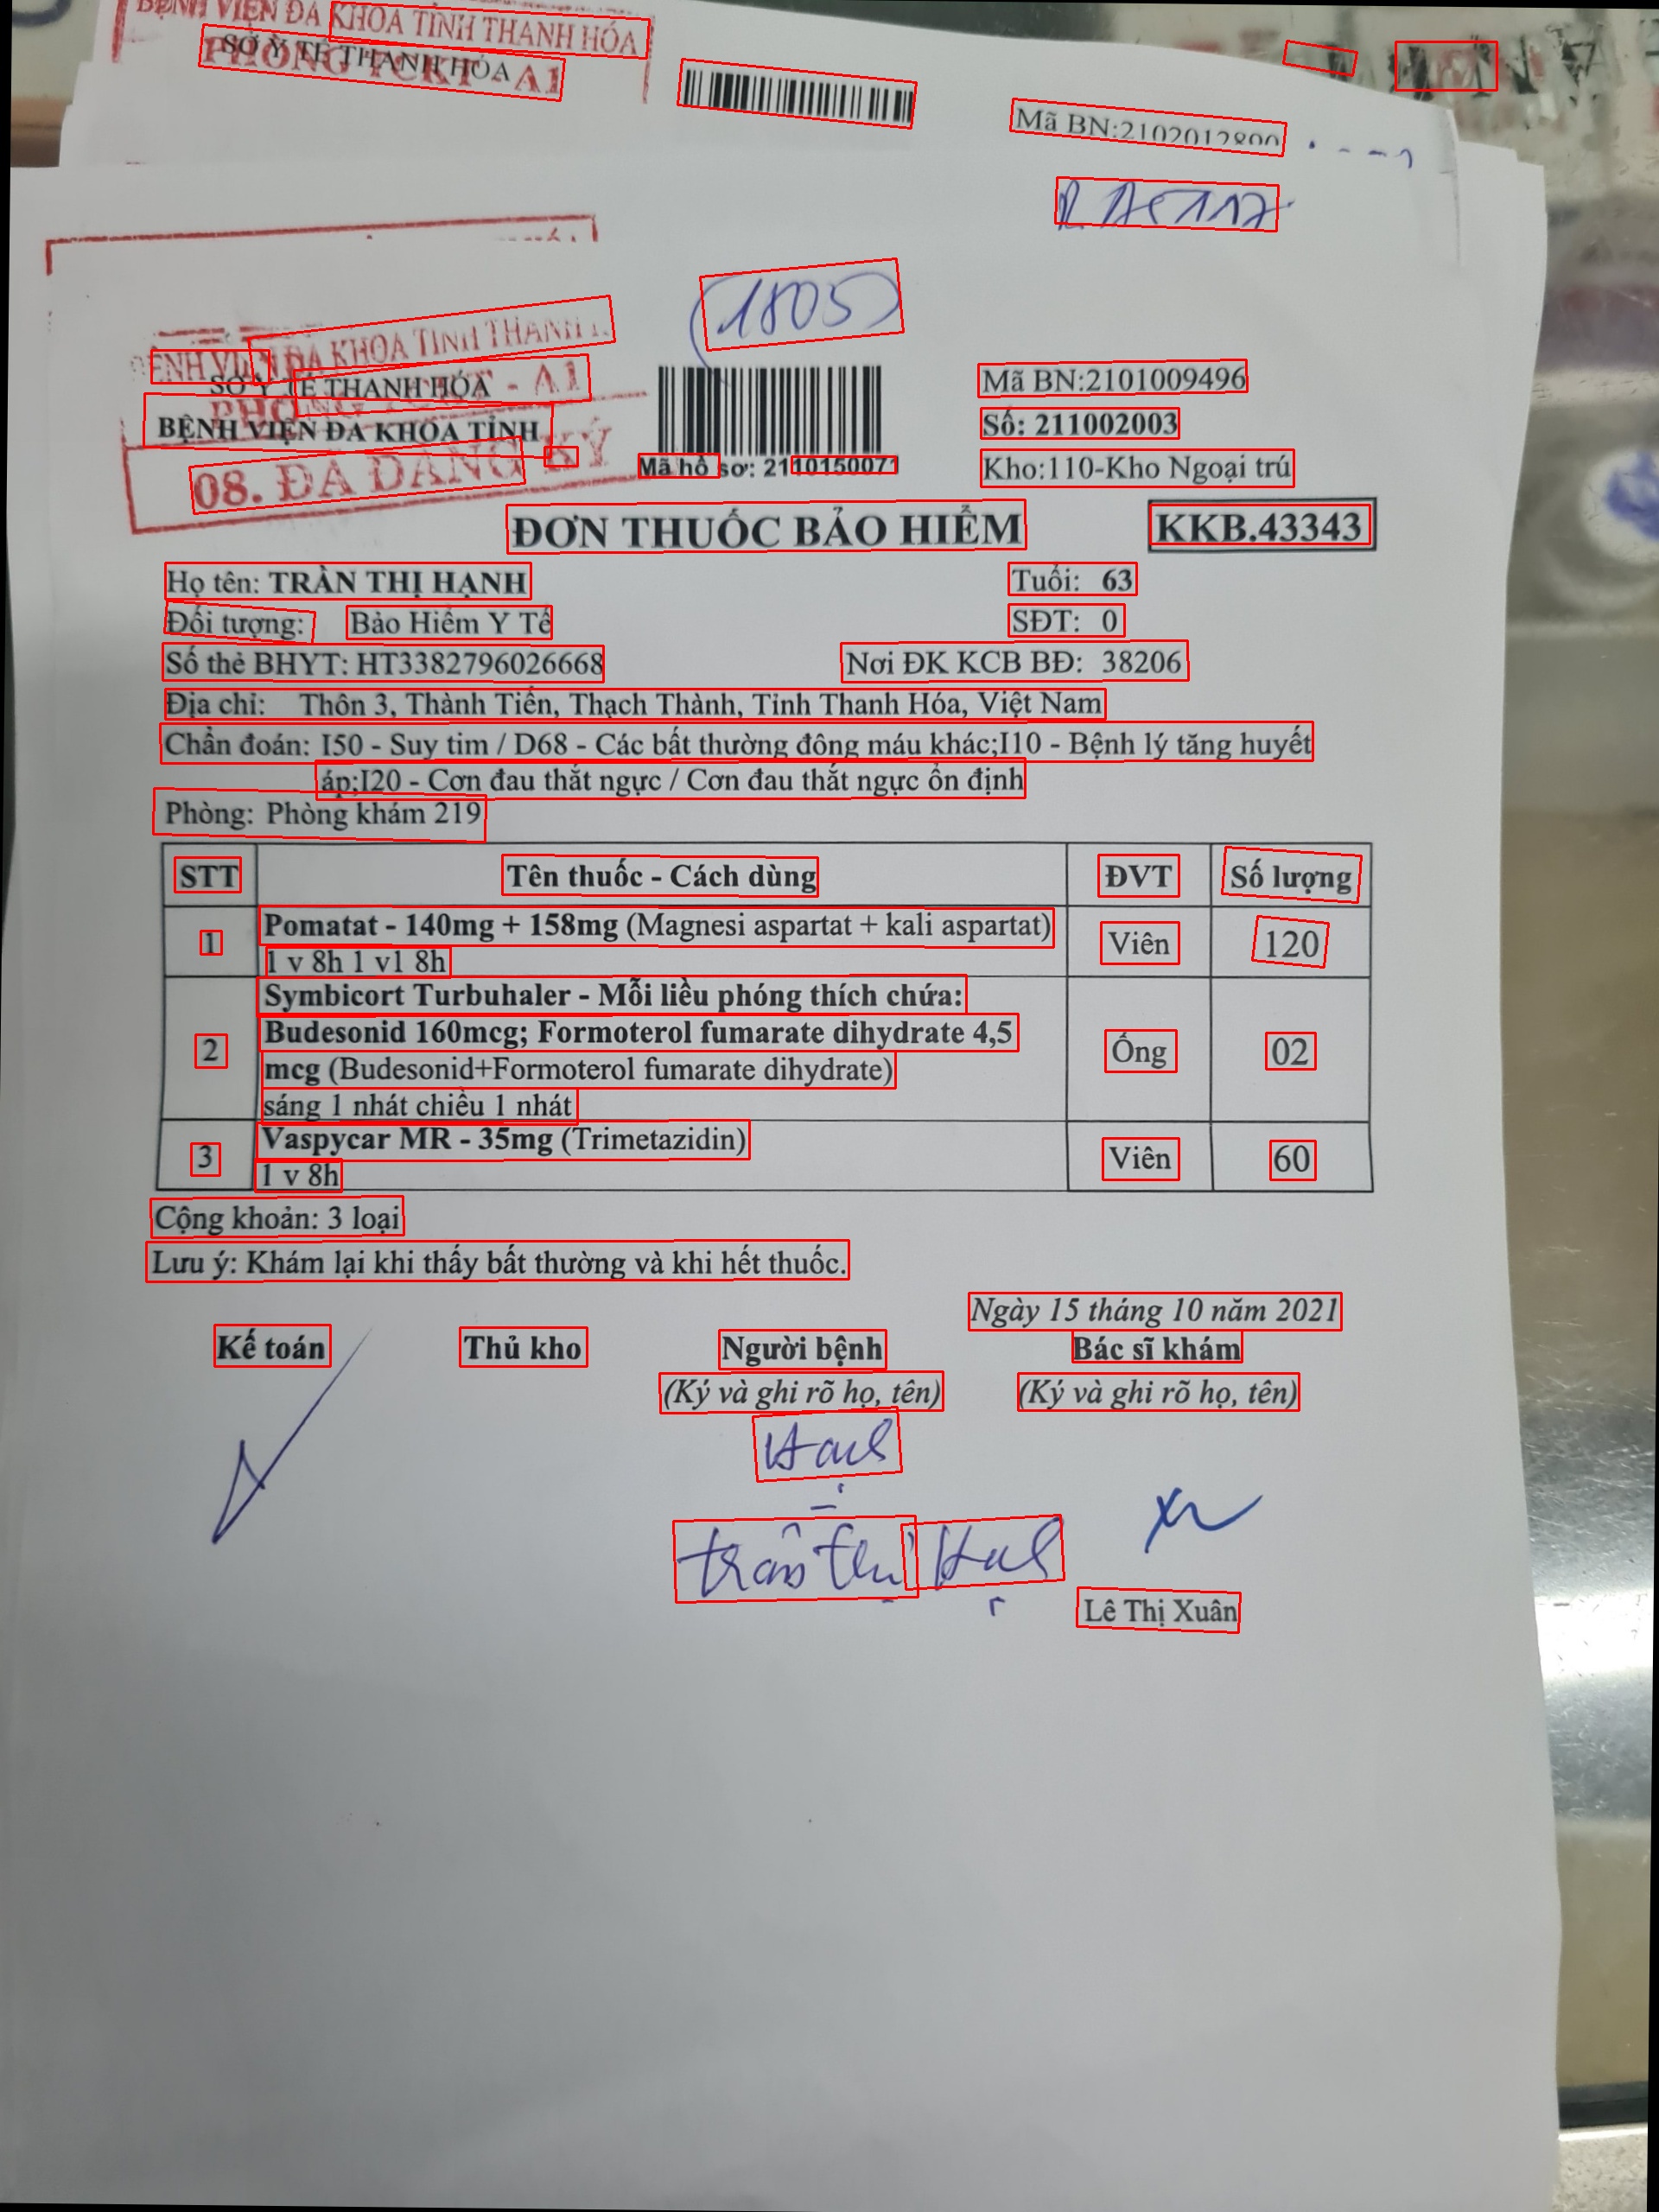 BỆNH VIỆN ĐA KHOA TỈNH THANH HÓA
SỞ Y TẾ THANH HÓA
PHÒNG TCKT - A1
Mã BN:2102012890
1805
BỆNH VIỆN ĐA KHOA TỈNH THANH
SỞ Y TẾ THANH HÓA - A1
PHÒNG
BỆNH VIỆN ĐA KHOA TỈNH
08. ĐÃ ĐĂNG KÝ
Mã hồ sơ: 2110150071
Mã BN:2101009496
Số: 211002003
Kho:110-Kho Ngoại trú
ĐƠN THUỐC BẢO HIỂM KKB.43343
Họ tên: TRẦN THỊ HẠNH Tuổi: 63
Đối tượng: Bảo Hiểm Y Tế SĐT: 0
Số thẻ BHYT: HT3382796026668 Nơi ĐK KCB BĐ: 38206
Địa chỉ: Thôn 3, Thành Tiến, Thạch Thành, Tỉnh Thanh Hóa, Việt Nam
Chẩn đoán: I50 - Suy tim / D68 - Các bất thường đông máu khác;I10 - Bệnh lý tăng huyết
áp;I20 - Cơn đau thắt ngực / Cơn đau thắt ngực ổn định
Phòng: Phòng khám 219
STT Tên thuốc - Cách dùng ĐVT Số lượng
1 Pomatat - 140mg + 158mg (Magnesi aspartat + kali aspartat) Viên 120
1 v 8h 1 v1 8h
2 Symbicort Turbuhaler - Mỗi liều phóng thích chứa:
Budesonid 160mcg; Formoterol fumarate dihydrate 4,5 Ống 02
mcg (Budesonid+Formoterol fumarate dihydrate)
sáng 1 nhát chiều 1 nhát
3 Vaspycar MR - 35mg (Trimetazidin) Viên 60
1 v 8h
Cộng khoản: 3 loại
Lưu ý: Khám lại khi thấy bất thường và khi hết thuốc.
Ngày 15 tháng 10 năm 2021
Kế toán Thủ kho Người bệnh Bác sĩ khám
(Ký và ghi rõ họ, tên) (Ký và ghi rõ họ, tên)
Hạnh
trần thị Hạnh
Lê Thị Xuân